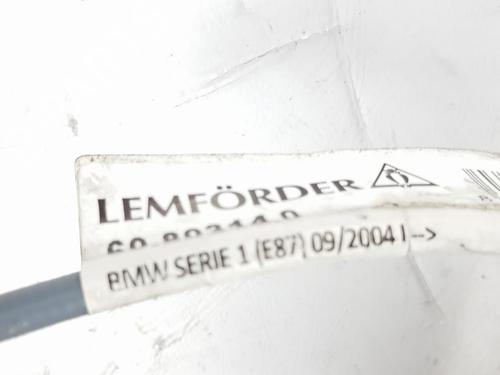 LEMFÖRDER
BMW SERIE 1 (E87) 09/2004 I-->